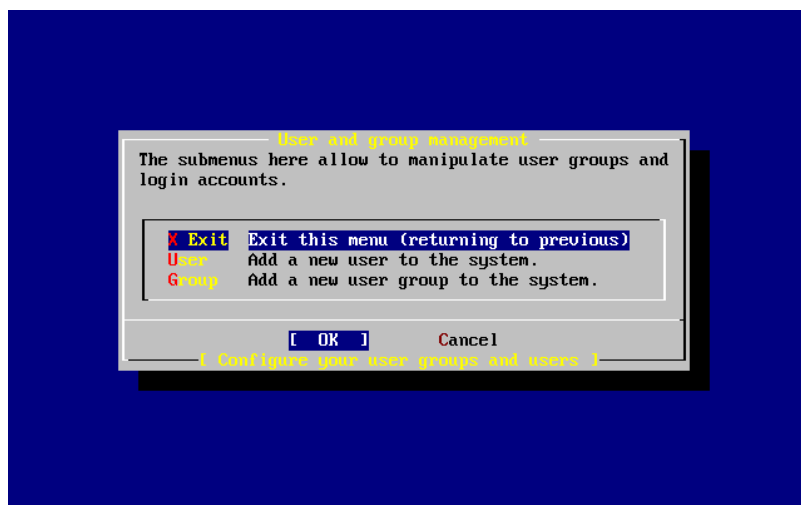 User and group management
The submenus here allow to manipulate user groups and
login accounts.
X Exit Exit this menu (returning to previous)
User Add a new user to the system.
Group Add a new user group to the system.
[ OK ] Cancel
[ Configure your user groups and users ]